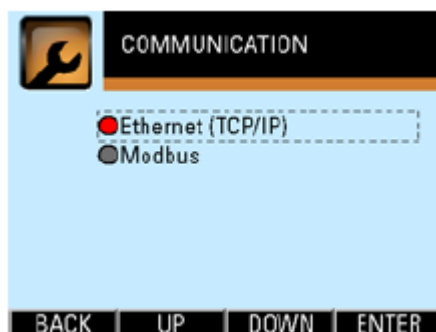 COMMUNICATION
Ethernet (TCP/IP)
Modbus
BACK UP DOWN ENTER